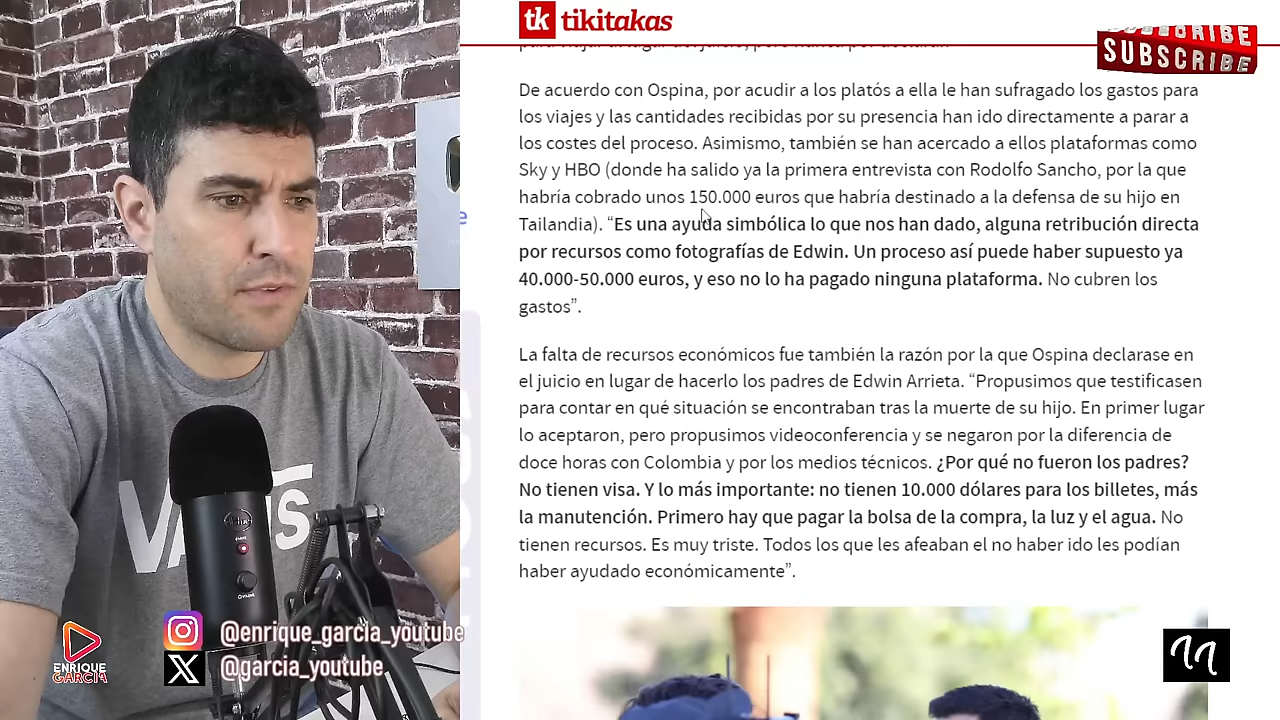 tk tikitakas
SUBSCRIBE
SUBSCRIBE
De acuerdo con Ospina, por acudir a los platós a ella le han sufragado los gastos para
los viajes y las cantidades recibidas por su presencia han ido directamente a parar a
los costes del proceso. Asimismo, también se han acercado a ellos plataformas como
Sky y HBO (donde ha salido ya la primera entrevista con Rodolfo Sancho, por la que
habría cobrado unos 150.000 euros que habría destinado a la defensa de su hijo en
Tailandia). “Es una ayuda simbólica lo que nos han dado, alguna retribución directa
por recursos como fotografías de Edwin. Un proceso así puede haber supuesto ya
40.000-50.000 euros, y eso no lo ha pagado ninguna plataforma. No cubren los
gastos”.
La falta de recursos económicos fue también la razón por la que Ospina declarase en
el juicio en lugar de hacerlo los padres de Edwin Arrieta. “Propusimos que testificasen
para contar en qué situación se encontraban tras la muerte de su hijo. En primer lugar
lo aceptaron, pero propusimos videoconferencia y se negaron por la diferencia de
doce horas con Colombia y por los medios técnicos. ¿Por qué no fueron los padres?
No tienen visa. Y lo más importante: no tienen 10.000 dólares para los billetes, más
la manutención. Primero hay que pagar la bolsa de la compra, la luz y el agua. No
tienen recursos. Es muy triste. Todos los que les afeaban el no haber ido les podían
haber ayudado económicamente”.
VANS
@enrique_garcia_youtube
@garcia_youtube
ENRIQUE
GARCIA